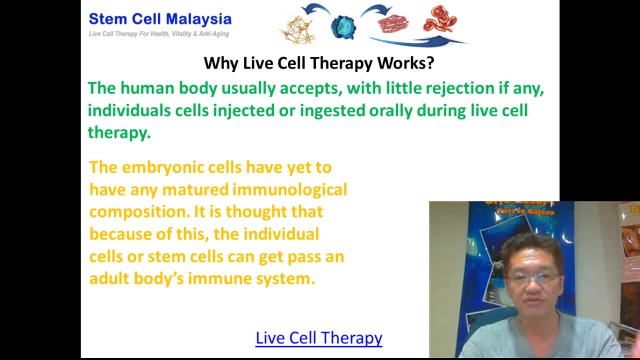 Stem Cell Malaysia
Live Cell Therapy For Health, Vitality & Anti-Aging
Why Live Cell Therapy Works?
The human body usually accepts, with little rejection if any,
individuals cells injected or ingested orally during live cell
therapy.
The embryonic cells have yet to
have any matured immunological
composition. It is thought that
because of this, the individual
cells or stem cells can get pass an
adult body's immune system.
Live Cell Therapy